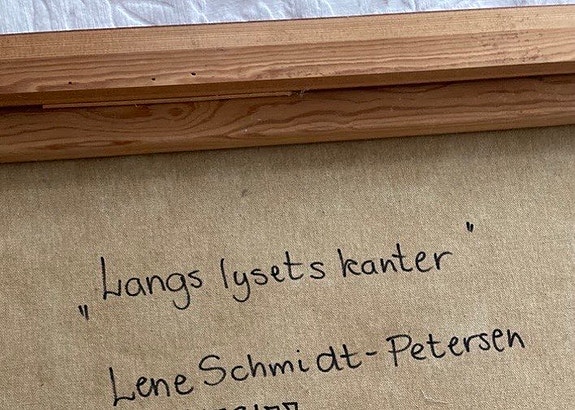 „Langs lysets kanter"
Lene Schmidt-Petersen